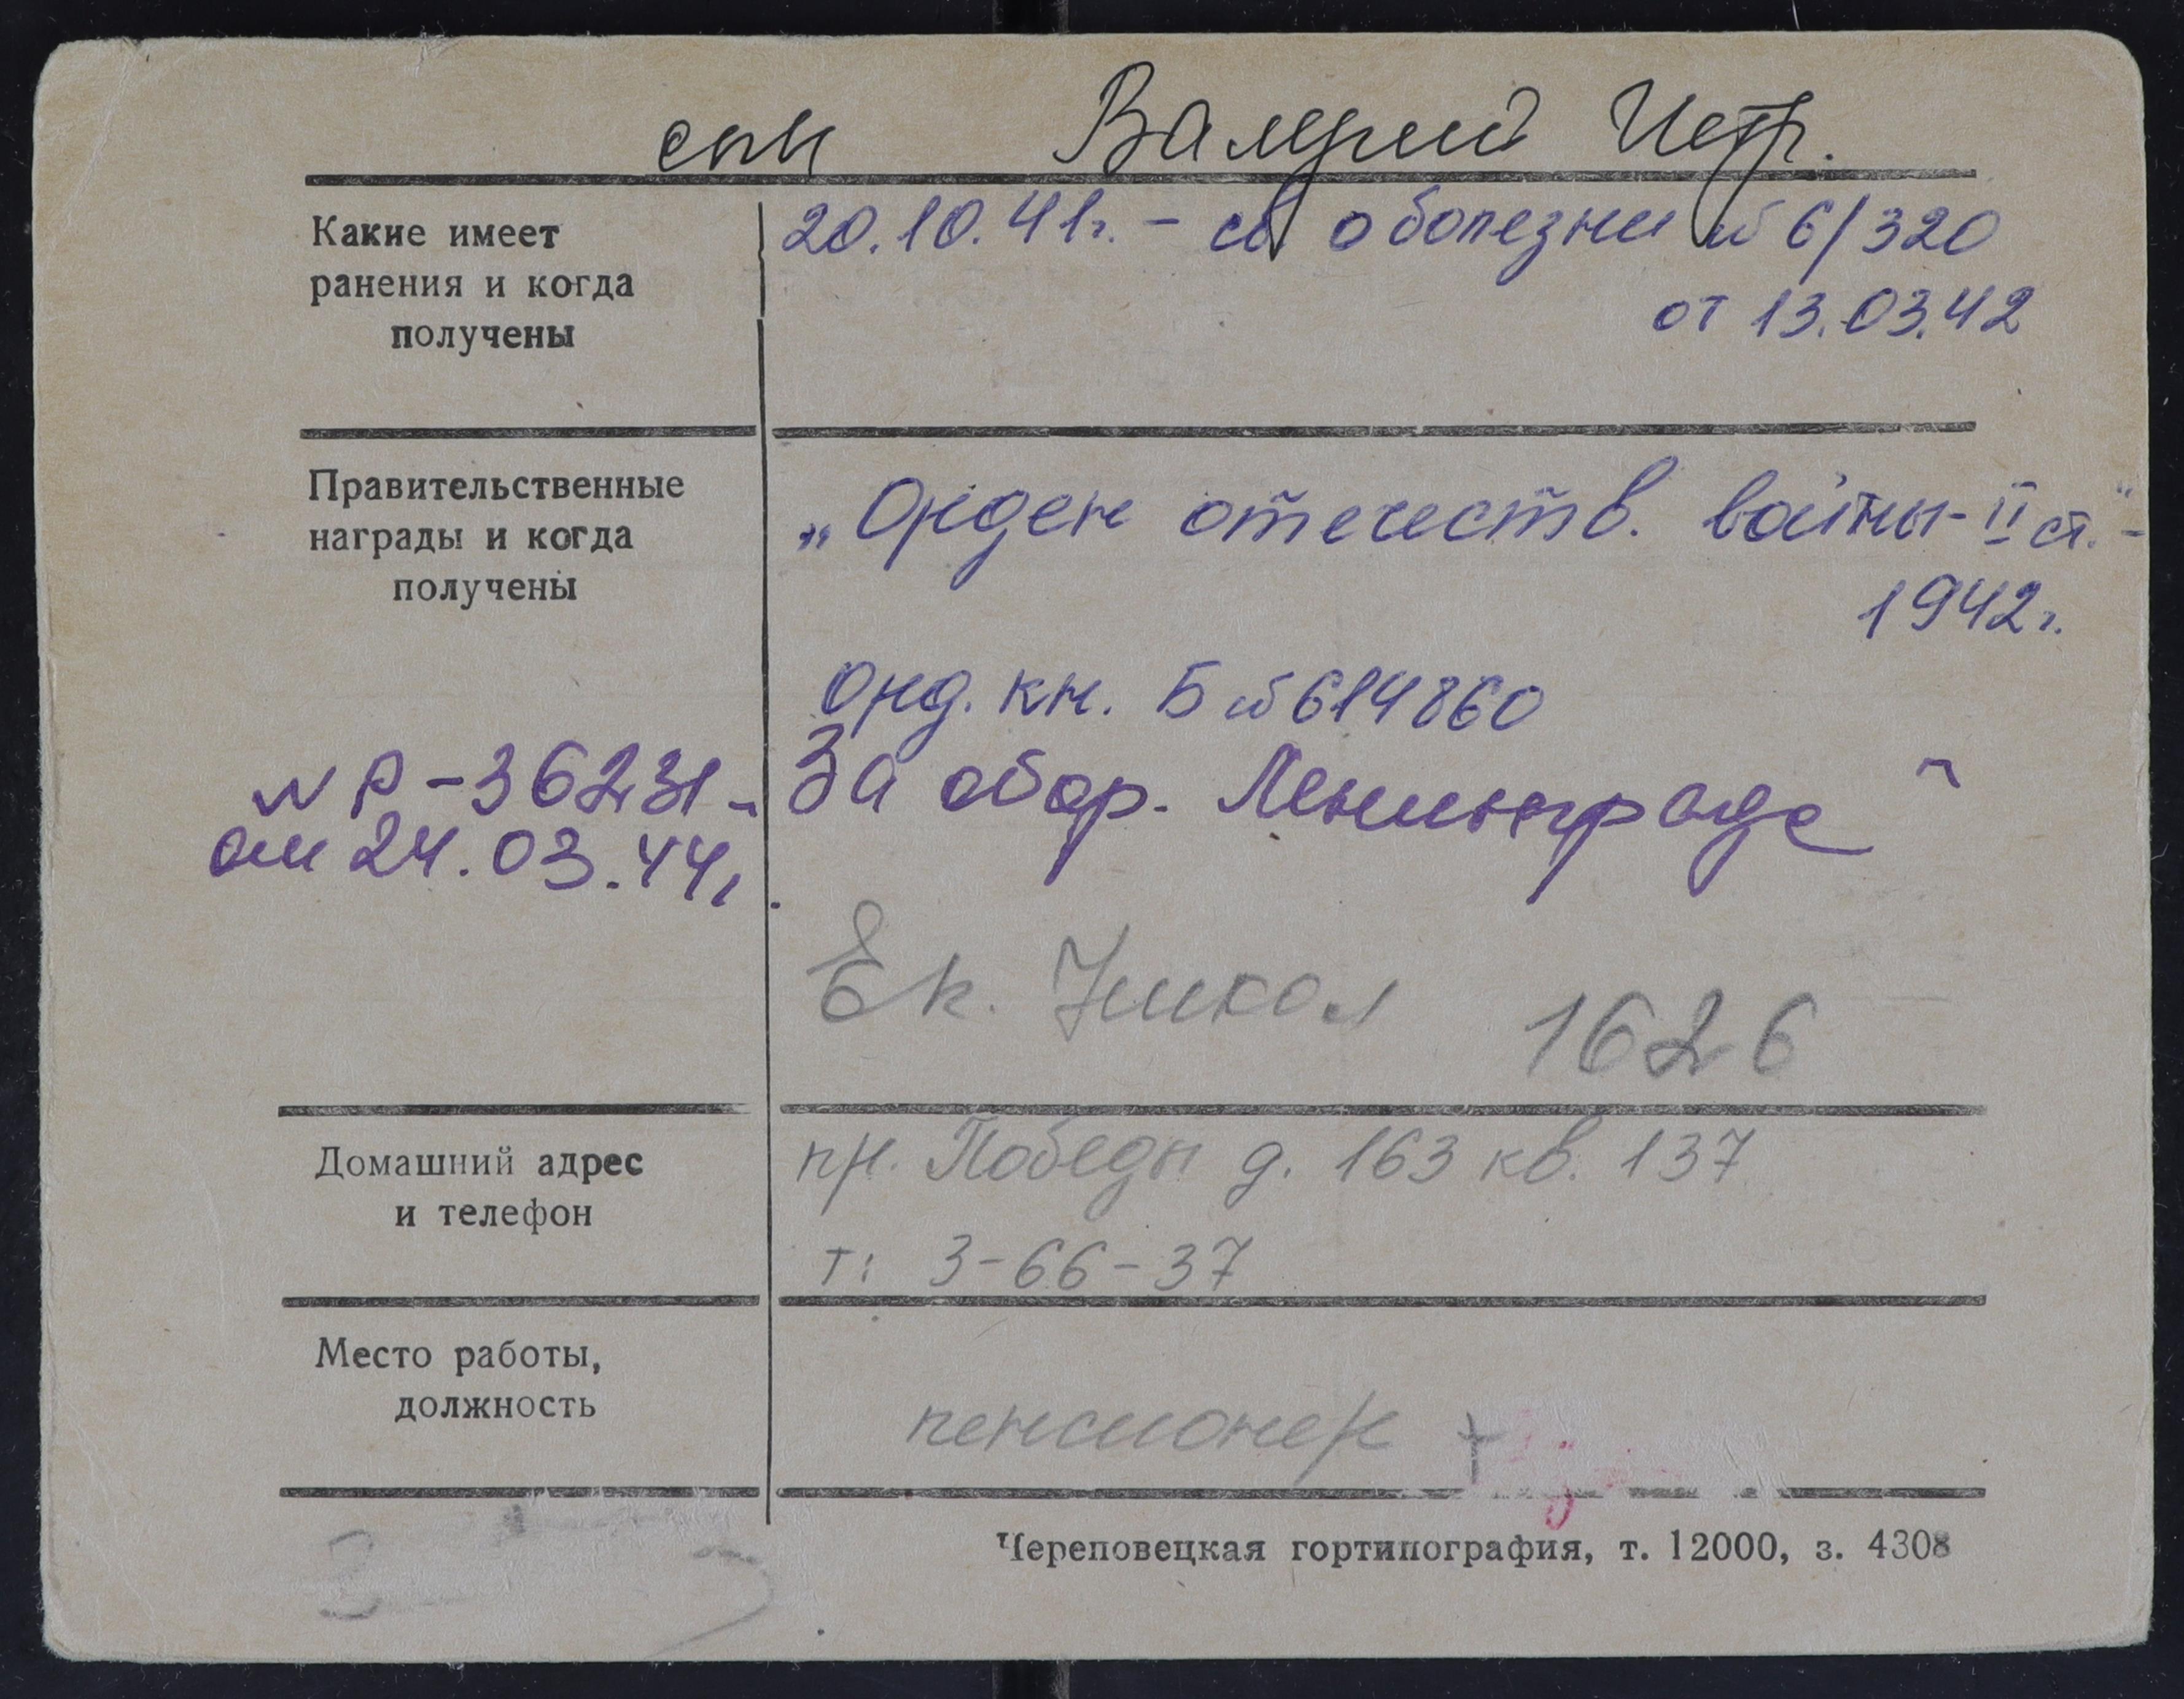 сын Валерий Петр.
Какие имеет
ранения и когда
получены
20.10.41г. – св. о болезни № 6/320
от 13.03.42
Правительственные
награды и когда
получены
„Орден отечеств. войны-II ст." -
1942г.
Орд. кн. Б № 614860
№ Р-36231 -
от 24.03.44г.
За обор. Ленинграда"
Ек. Никол 1626
Домашний адрес
и телефон
пр. Победы д. 163 кв. 137
т: 3-66-37
Место работы,
должность
пенсионер +
Череповецкая гортипография, т. 12000, з. 4308